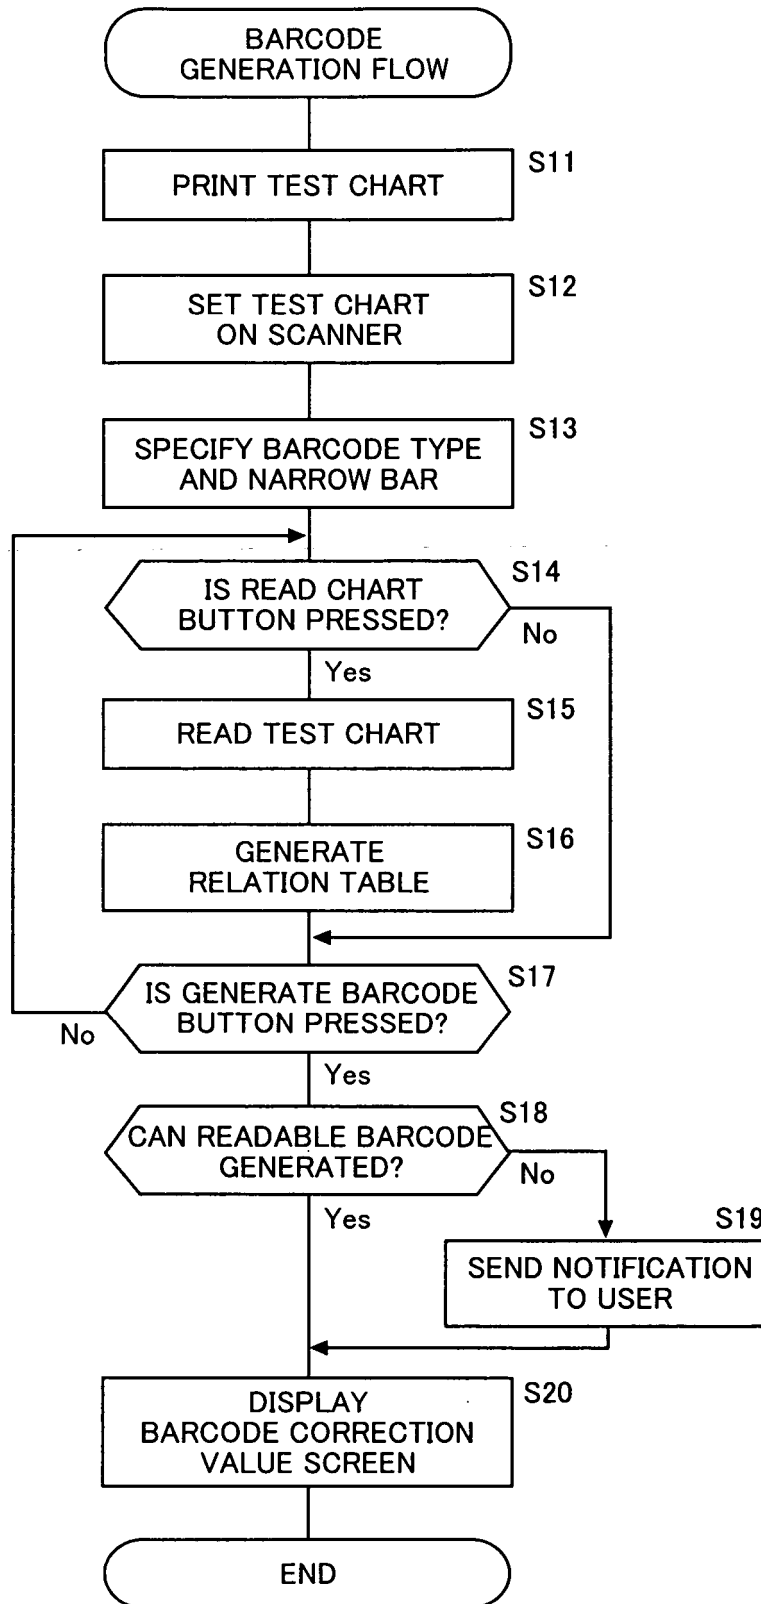 BARCODE
GENERATION FLOW
S11
PRINT TEST CHART
S12
SET TEST CHART
ON SCANNER
S13
SPECIFY BARCODE TYPE
AND NARROW BAR
S14
IS READ CHART
BUTTON PRESSED?
No
Yes
S15
READ TEST CHART
S16
GENERATE
RELATION TABLE
S17
IS GENERATE BARCODE
BUTTON PRESSED?
No
Yes
S18
CAN READABLE BARCODE
GENERATED?
No
Yes
S19
SEND NOTIFICATION
TO USER
S20
DISPLAY
BARCODE CORRECTION
VALUE SCREEN
END